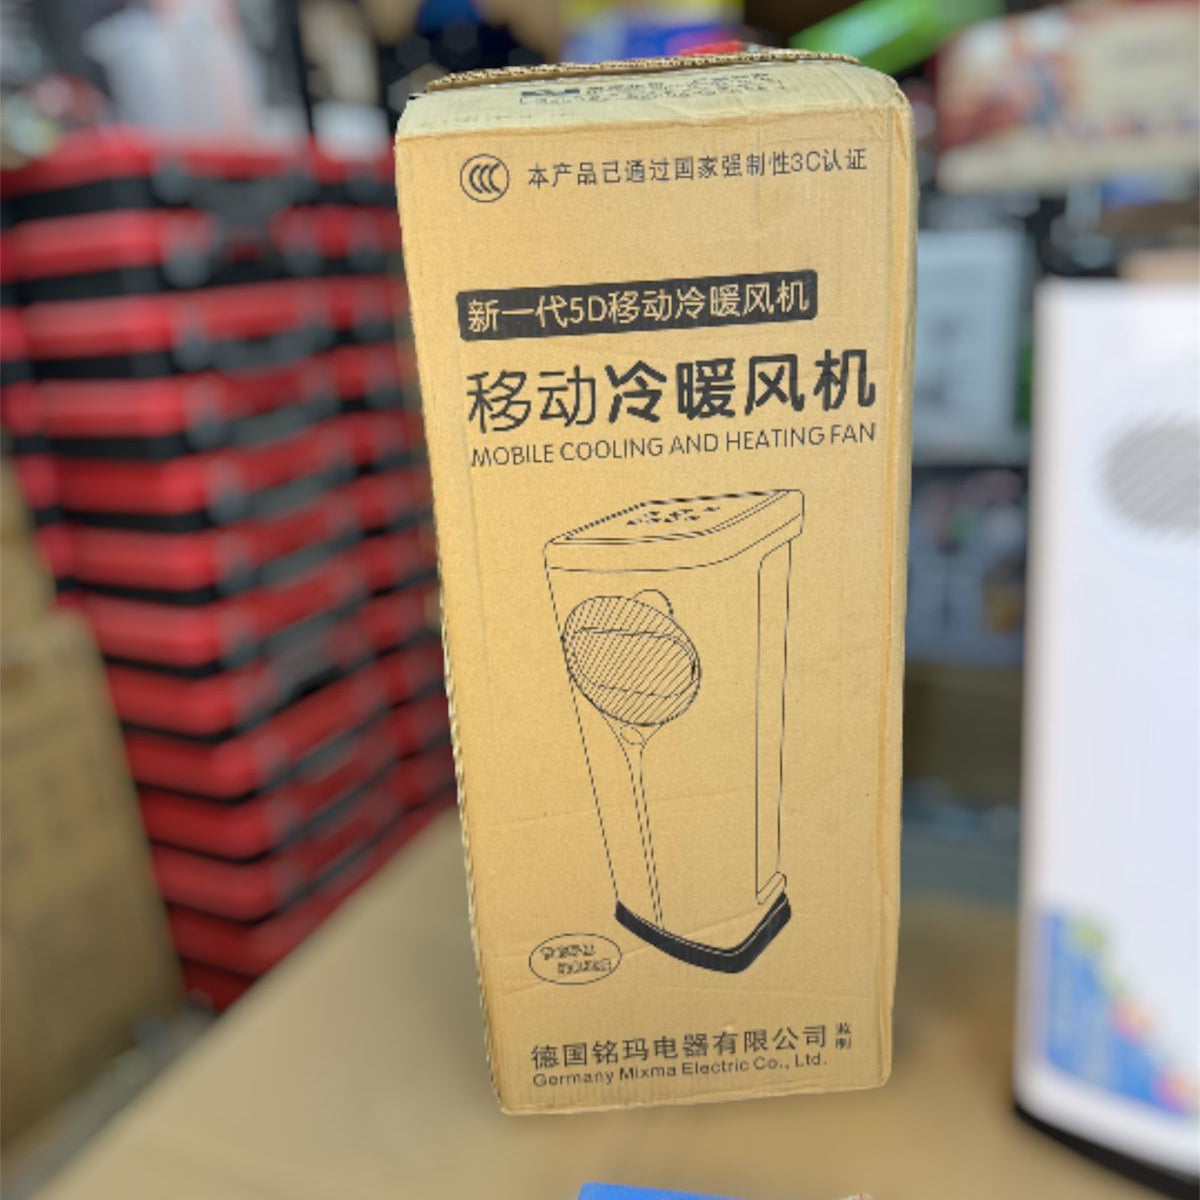 本产品已通过国家强制性3C认证
新一代5D移动冷暖风机
移动冷暖风机
MOBILE COOLING AND HEATING FAN
德国铭玛电器有限公司 监制
Germany Mixma Electric Co., Ltd.